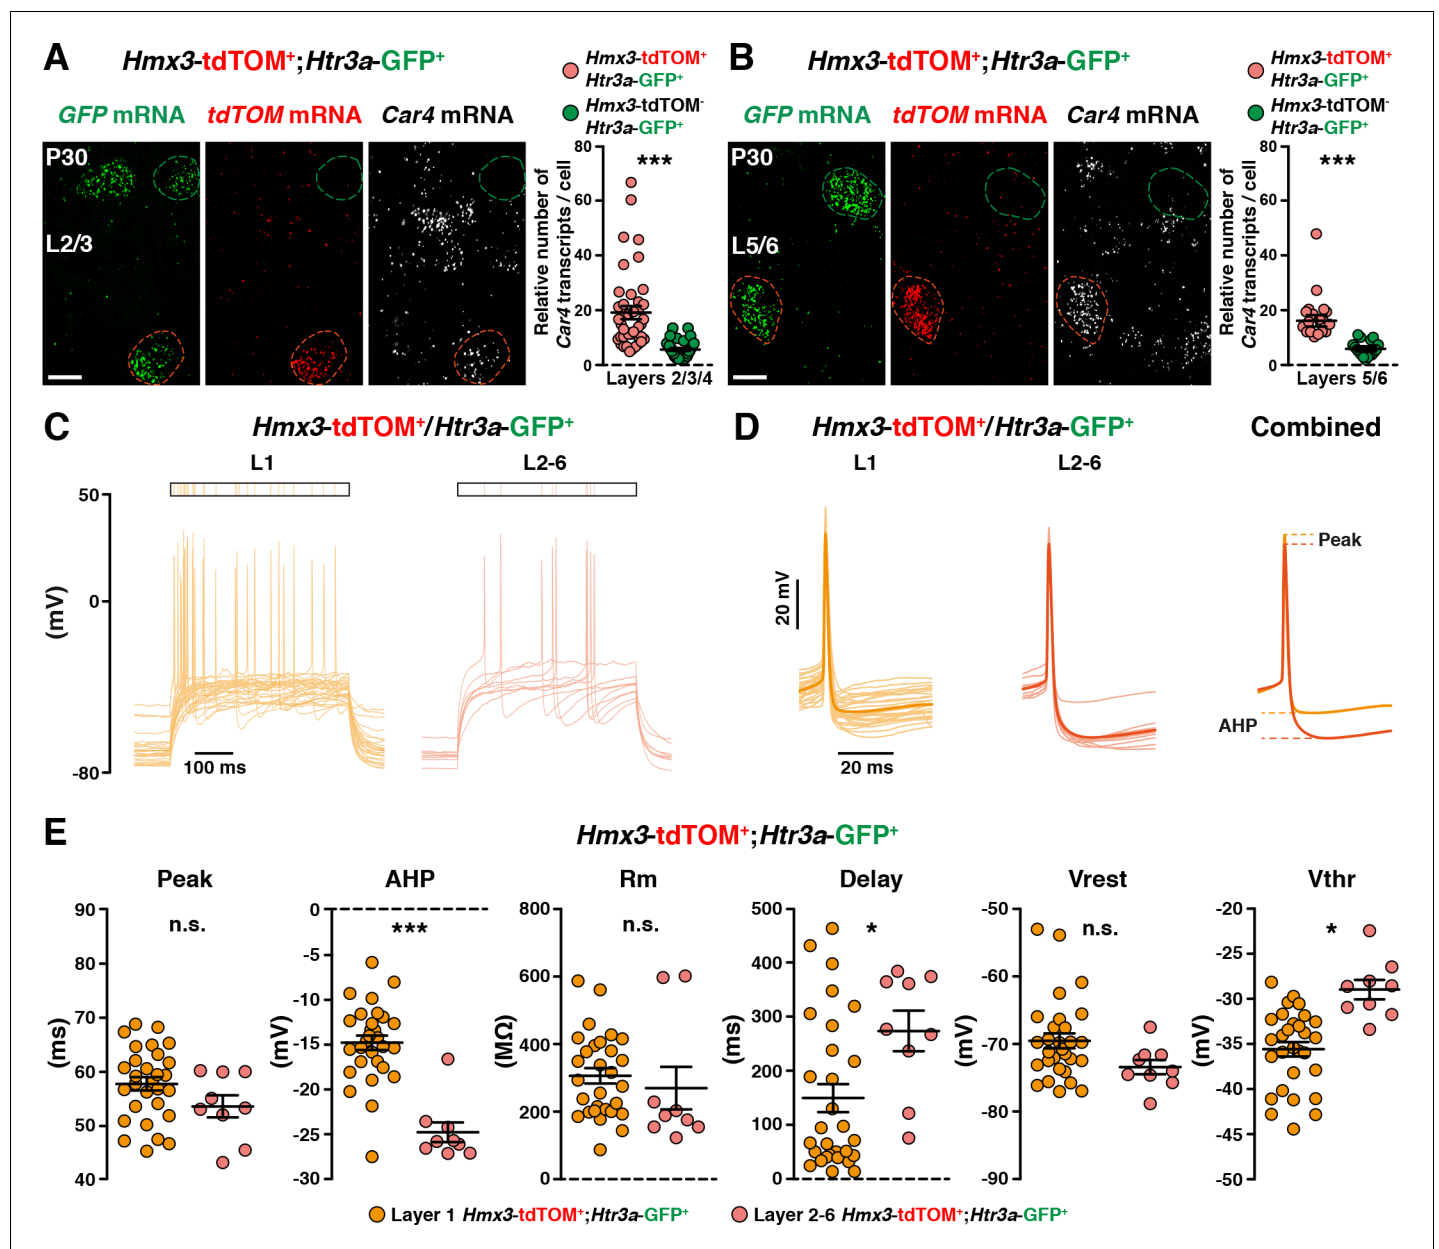 A
Hmx3-tdTOM⁺;Htr3a-GFP⁺
GFP mRNA
tdTOM mRNA
Car4 mRNA
Hmx3-tdTOM⁺
Htr3a-GFP⁺
Hmx3-tdTOM⁻
Htr3a-GFP⁺
P30
L2/3
Relative number of
Car4 transcripts / cell
80
60
40
20
0
***
Layers 2/3/4
B
Hmx3-tdTOM⁺;Htr3a-GFP⁺
GFP mRNA
tdTOM mRNA
Car4 mRNA
Hmx3-tdTOM⁺
Htr3a-GFP⁺
Hmx3-tdTOM⁻
Htr3a-GFP⁺
P30
L5/6
Relative number of
Car4 transcripts / cell
80
60
40
20
0
***
Layers 5/6
C
Hmx3-tdTOM⁺/Htr3a-GFP⁺
L1
L2-6
50
0
-80
(mV)
100 ms
D
Hmx3-tdTOM⁺/Htr3a-GFP⁺
Combined
L1
L2-6
20 mV
20 ms
Peak
AHP
E
Hmx3-tdTOM⁺;Htr3a-GFP⁺
Peak
n.s.
(ms)
90
80
70
60
50
40
AHP
***
(mV)
0
-5
-10
-15
-20
-25
-30
Rm
n.s.
(MΩ)
800
600
400
200
0
Delay
*
(ms)
500
400
300
200
100
0
Vrest
n.s.
(mV)
-50
-60
-70
-80
-90
Vthr
*
(mV)
-20
-25
-30
-35
-40
-45
-50
Layer 1 Hmx3-tdTOM⁺;Htr3a-GFP⁺
Layer 2-6 Hmx3-tdTOM⁺;Htr3a-GFP⁺